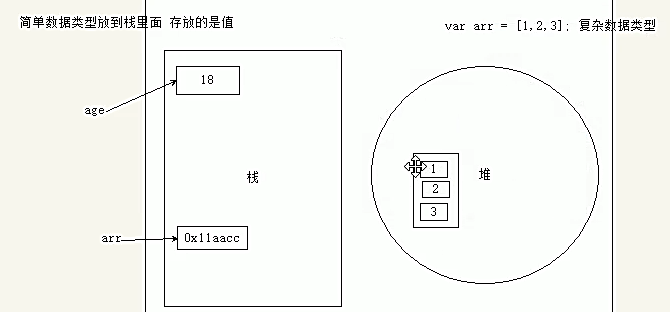 简单数据类型放到栈里面 存放的是值
var arr = [1,2,3]; 复杂数据类型
18
age
1
栈
堆
2
3
arr
0x11aacc